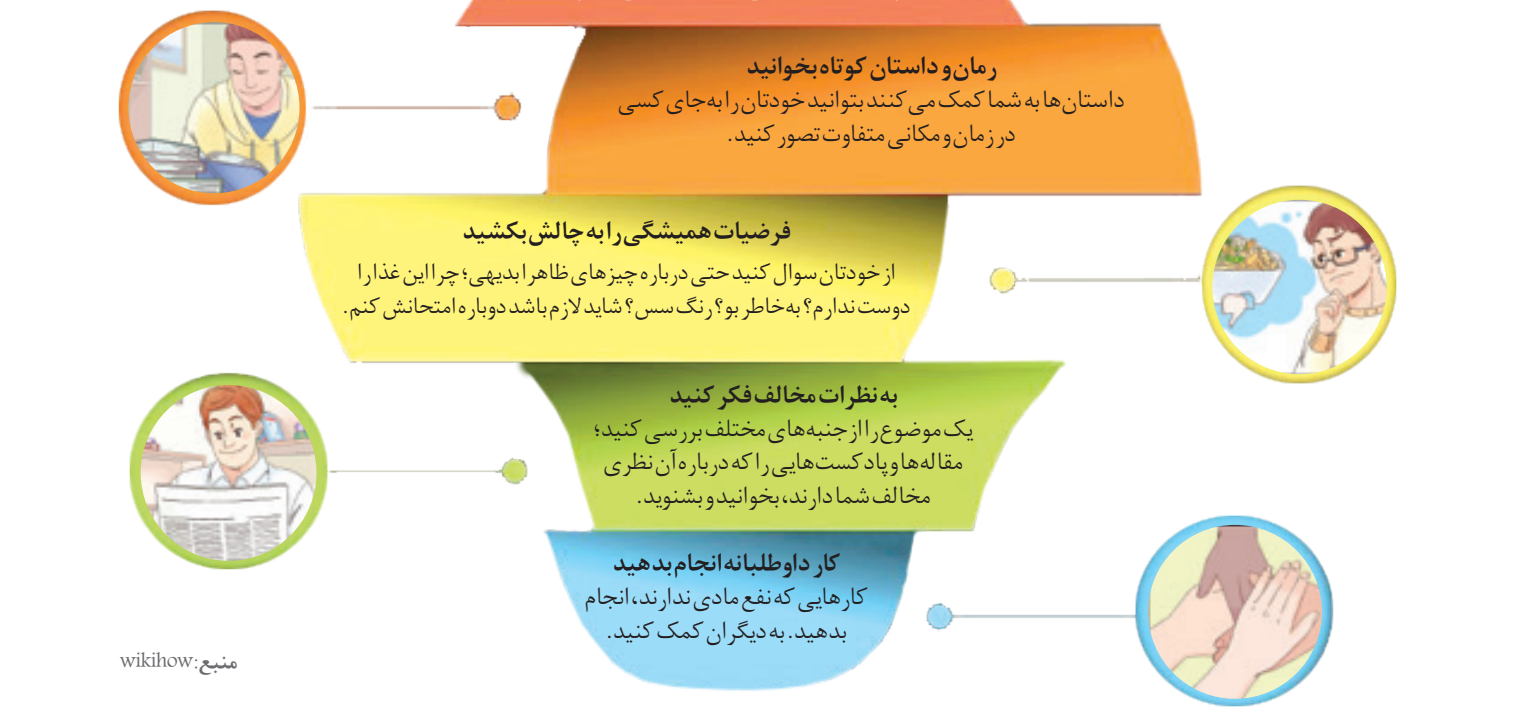 رمان و داستان کوتاه بخوانید
داستان‌ها به شما کمک می‌کنند بتوانید خودتان را به‌جای کسی
در زمان و مکانی متفاوت تصور کنید.
فرضیات همیشگی را به چالش بکشید
از خودتان سوال کنید حتی درباره چیزهای ظاهرا بدیهی؛ چرا این غذا را
دوست ندارم؟ به‌خاطر بو؟ رنگ سس؟ شاید لازم باشد دوباره امتحانش کنم.
به نظرات مخالف فکر کنید
یک موضوع را از جنبه‌های مختلف بررسی کنید؛
مقاله‌ها و پادکست‌هایی را که درباره آن نظری
مخالف شما دارند، بخوانید و بشنوید.
کار داوطلبانه انجام بدهید
کارهایی که نفع مادی ندارند، انجام
بدهید. به دیگران کمک کنید.
منبع: wikihow